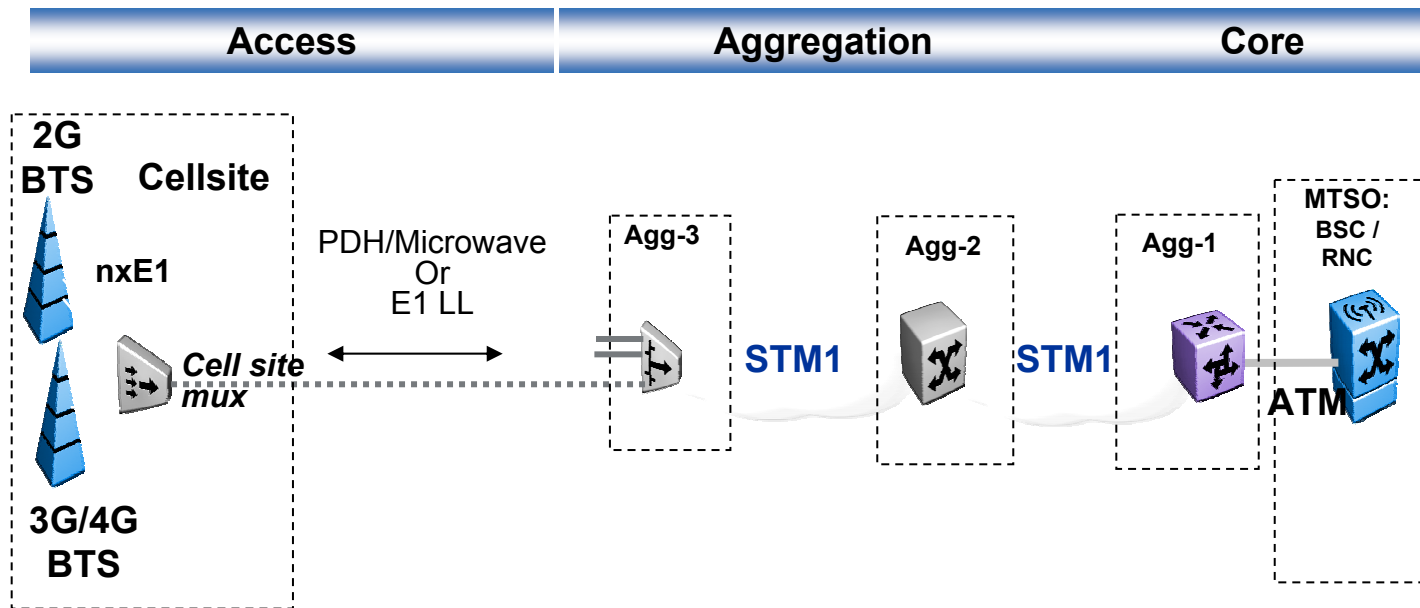 Access
Aggregation
Core
2G
BTS
Cellsite
nxE1
Cell site
mux
3G/4G
BTS
PDH/Microwave
Or
E1 LL
Agg-3
STM1
Agg-2
STM1
Agg-1
ATM
MTSO:
BSC /
RNC